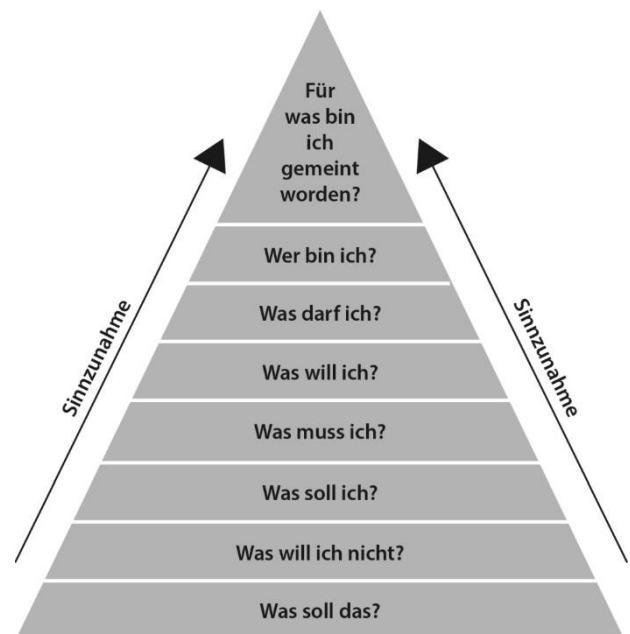 Für
was bin
ich
gemeint
worden?
Wer bin ich?
Was darf ich?
Was will ich?
Was muss ich?
Was soll ich?
Was will ich nicht?
Was soll das?
Sinnzunahme
Sinnzunahme